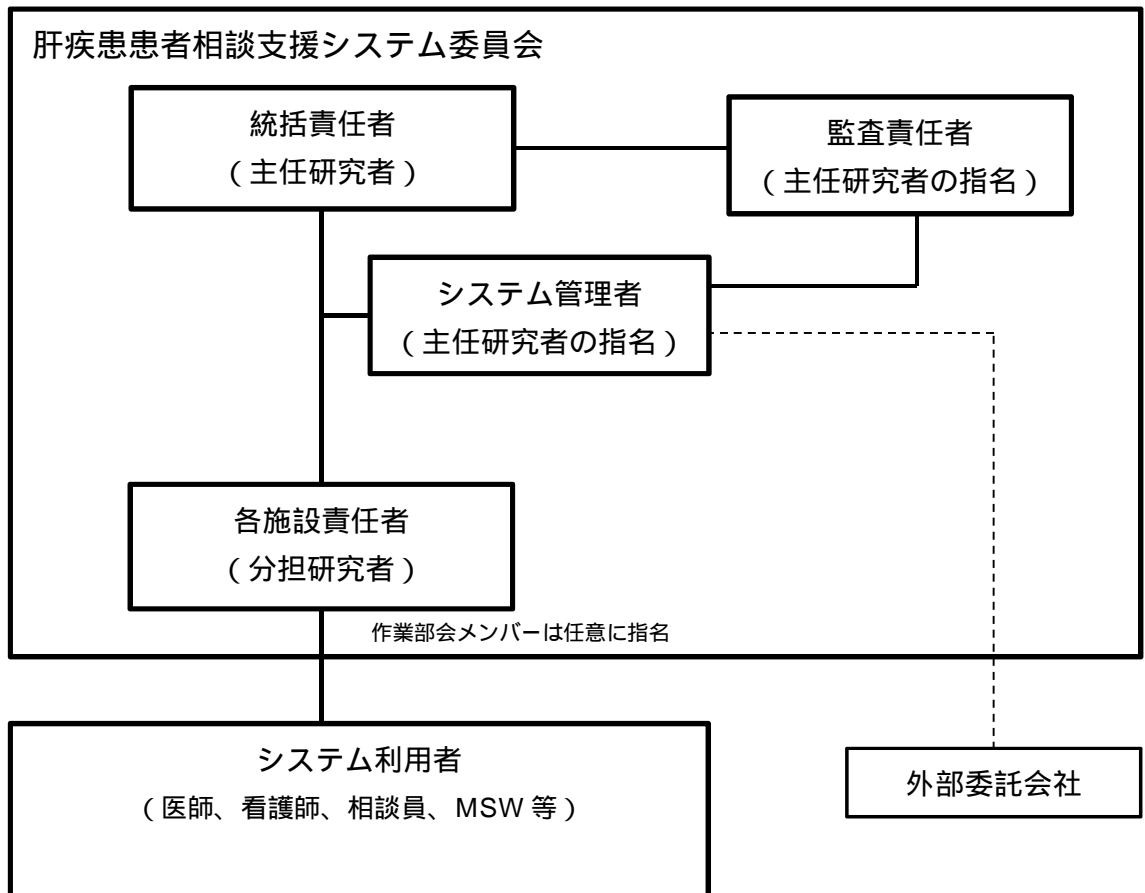 肝疾患患者相談支援システム委員会
統括責任者
（主任研究者）
監査責任者
（主任研究者の指名）
システム管理者
（主任研究者の指名）
各施設責任者
（分担研究者）
作業部会メンバーは任意に指名
システム利用者
（医師、看護師、相談員、MSW 等）
外部委託会社